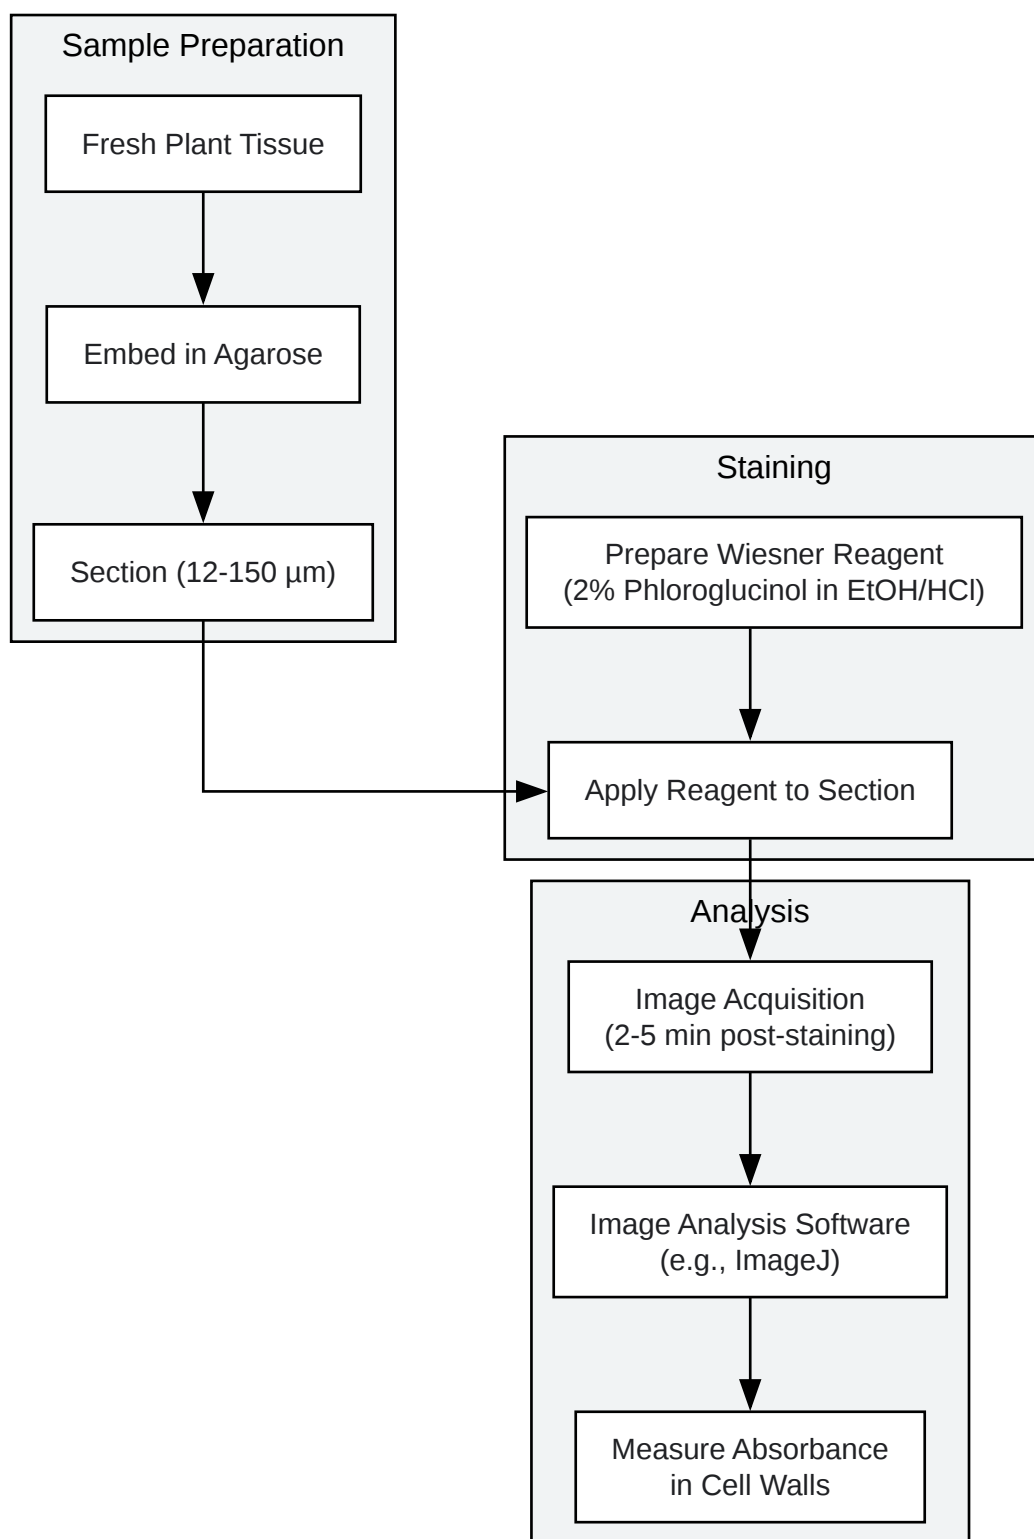 Sample Preparation
Fresh Plant Tissue
Embed in Agarose
Section (12-150 µm)
Staining
Prepare Wiesner Reagent
(2% Phloroglucinol in EtOH/HCl)
Apply Reagent to Section
Analysis
Image Acquisition
(2-5 min post-staining)
Image Analysis Software
(e.g., ImageJ)
Measure Absorbance
in Cell Walls